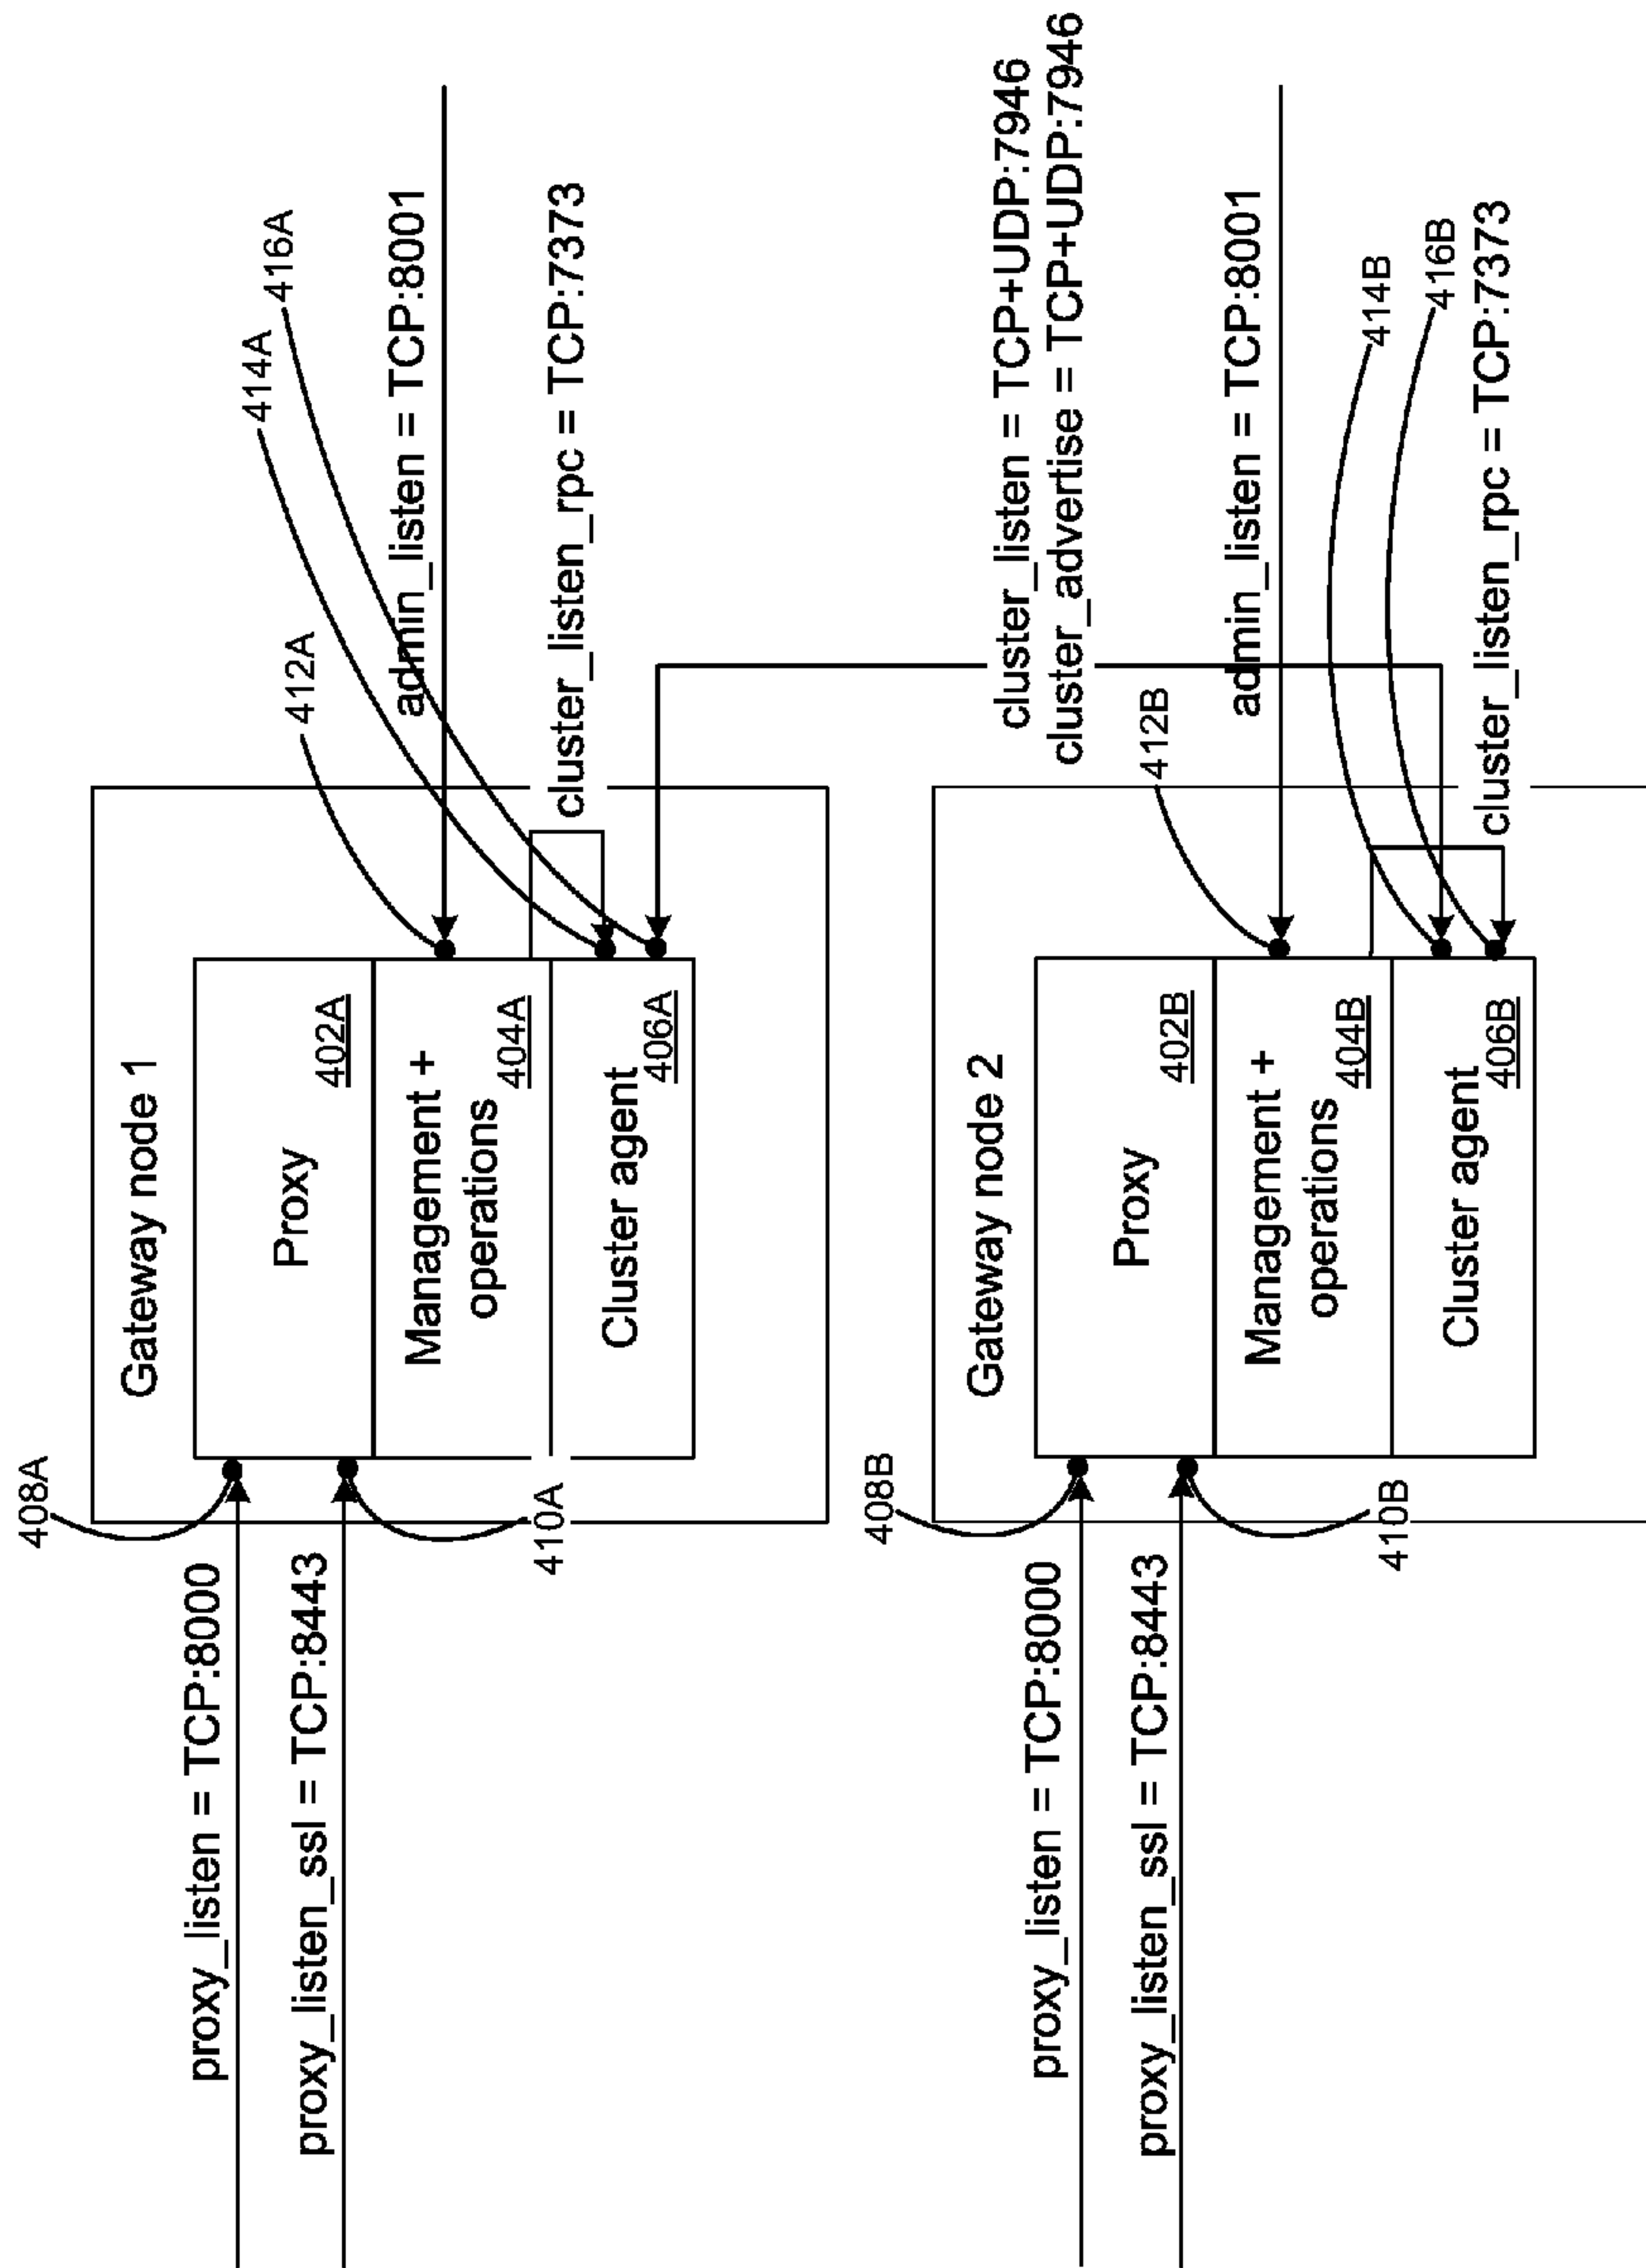 408A
proxy_listen = TCP:8000
proxy_listen_ssl = TCP:8443
410A
Gateway node 1
Proxy
402A
Management +
operations
404A
Cluster agent
406A
412A
414A
416A
admin_listen = TCP:8001
cluster_listen_rpc = TCP:7373
cluster_listen = TCP+UDP:7946
cluster_advertise = TCP+UDP:7946
408B
proxy_listen = TCP:8000
proxy_listen_ssl = TCP:8443
410B
Gateway node 2
Proxy
402B
Management +
operations
404B
Cluster agent
406B
412B
admin_listen = TCP:8001
414B
416B
cluster_listen_rpc = TCP:7373